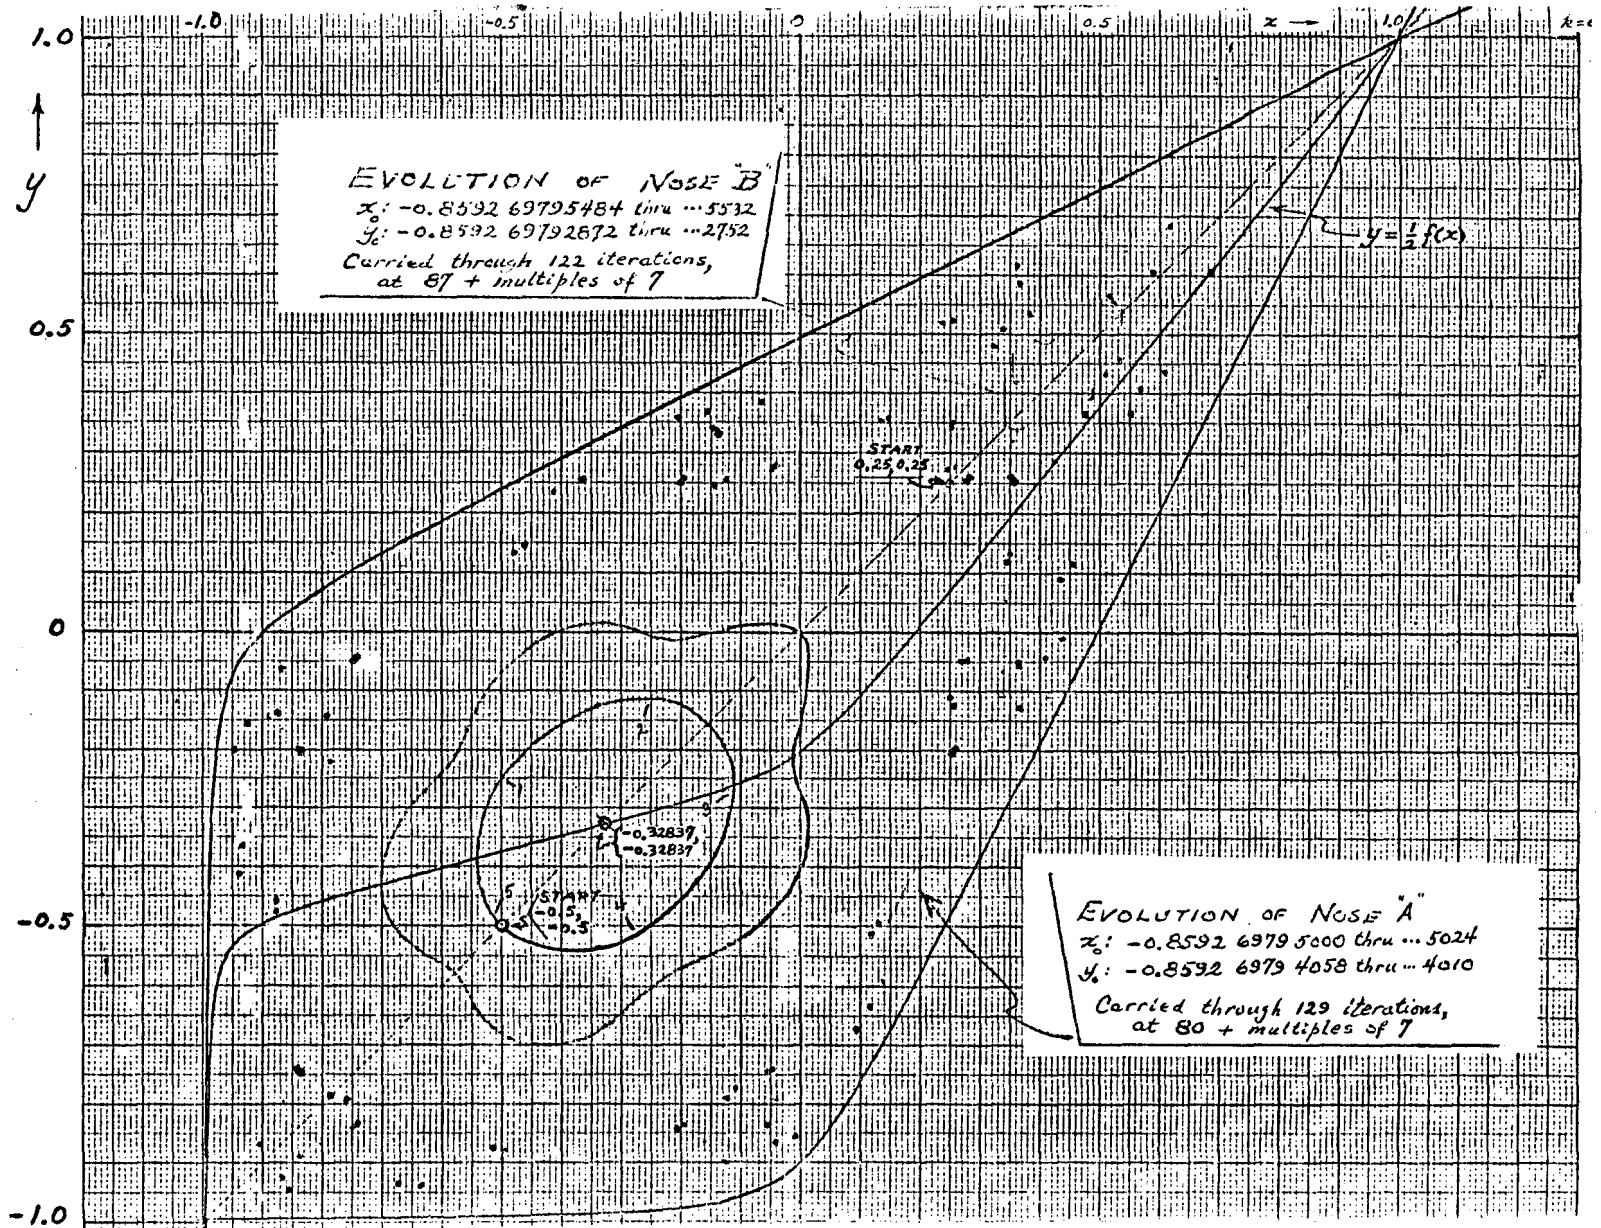 -1.0 -0.5 0 0.5 x → 1.0
1.0
y
0.5
0
-0.5
-1.0
EVOLUTION OF NOSE "B"
x₀: -0.8592 69795484 thru ...5532
y₀: -0.8592 69792872 thru ...2752
Carried through 122 iterations,
at 87 + multiples of 7
y = ½ f(x)
START
0.25, 0.25
2
3
-0.32837,
-0.32837
5
START
-0.5,
-0.5
4
EVOLUTION OF NOSE "A"
x₀: -0.8592 6979 5000 thru ... 5024
y₀: -0.8592 6979 4058 thru ... 4010
Carried through 129 iterations,
at 80 + multiples of 7